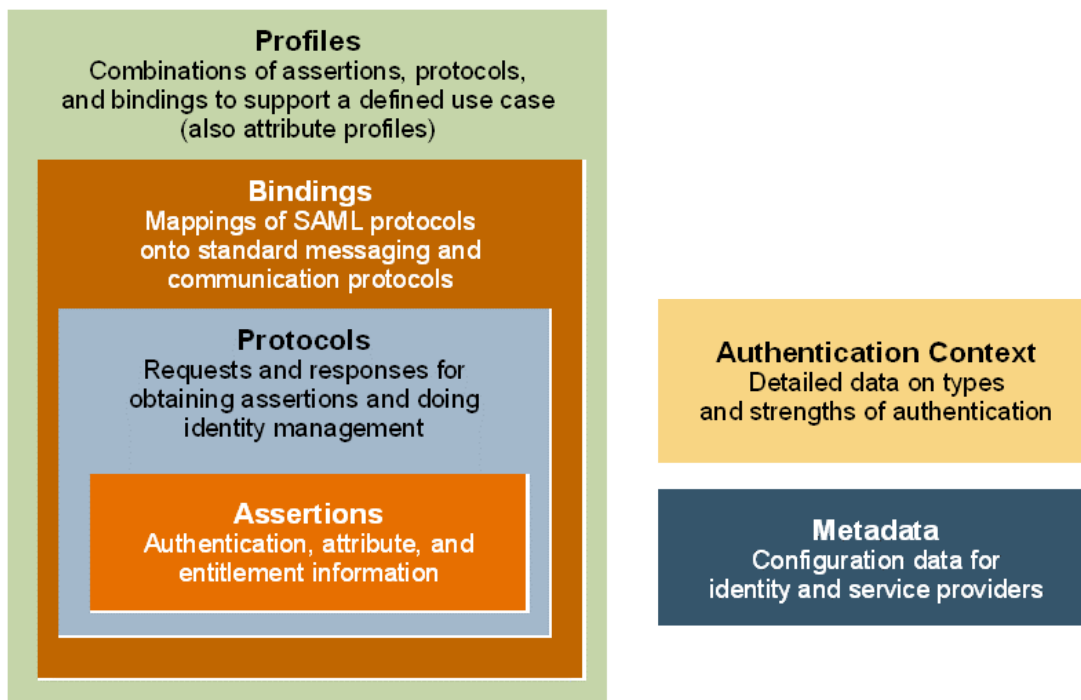 Profiles
Combinations of assertions, protocols,
and bindings to support a defined use case
(also attribute profiles)
Bindings
Mappings of SAML protocols
onto standard messaging and
communication protocols
Protocols
Requests and responses for
obtaining assertions and doing
identity management
Assertions
Authentication, attribute, and
entitlement information
Authentication Context
Detailed data on types
and strengths of authentication
Metadata
Configuration data for
identity and service providers